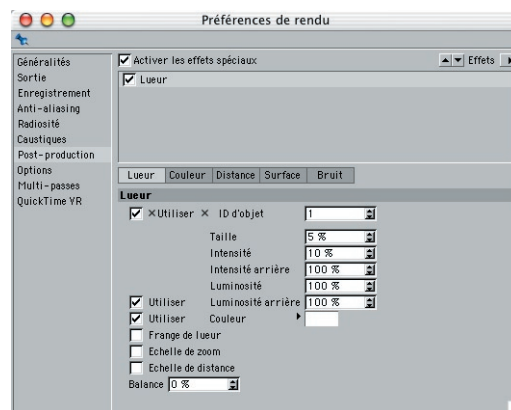 Préférences de rendu
Généralités
Sortie
Enregistrement
Anti-aliasing
Radiosité
Caustiques
Post-production
Options
Multi-passes
QuickTime VR
Activer les effets spéciaux
Effets
Lueur
Lueur Couleur Distance Surface Bruit
Lueur
×Utiliser × ID d'objet 1
Taille 5 %
Intensité 10 %
Intensité arrière 100 %
Luminosité 100 %
Utiliser Luminosité arrière 100 %
Utiliser Couleur
Frange de lueur
Echelle de zoom
Echelle de distance
Balance 0 %